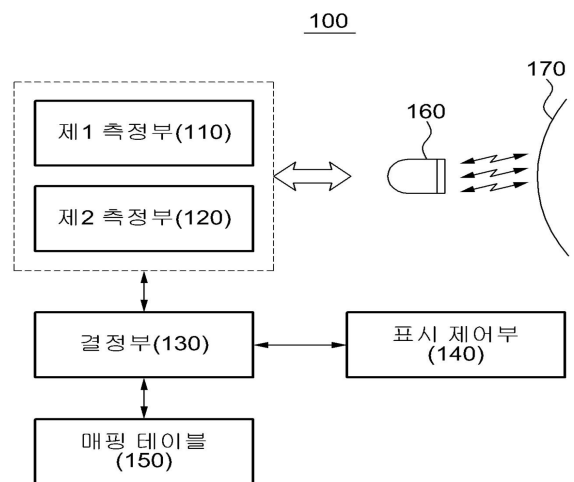 100
170
160
제1 측정부(110)
제2 측정부(120)
결정부(130)
표시 제어부
(140)
매핑 테이블
(150)